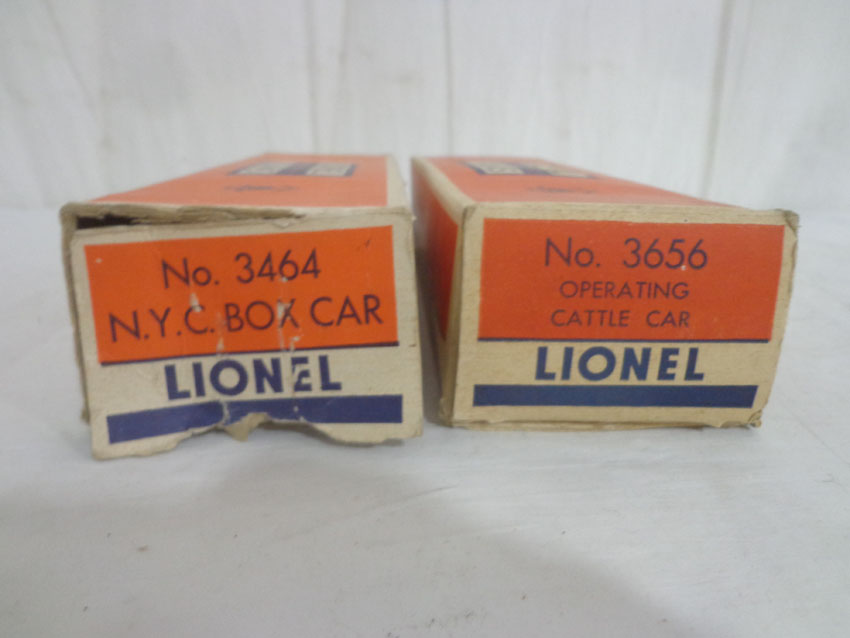 No. 3464
N.Y.C. BOX CAR
LIONEL
No. 3656
OPERATING
CATTLE CAR
LIONEL